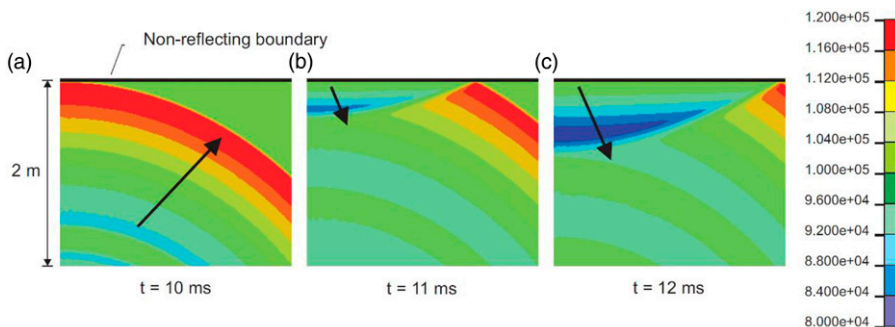 Non-reflecting boundary
(a)
(b)
(c)
2 m
t = 10 ms
t = 11 ms
t = 12 ms
1.200e+05
1.160e+05
1.120e+05
1.080e+05
1.040e+05
1.000e+05
9.600e+04
9.200e+04
8.800e+04
8.400e+04
8.000e+04